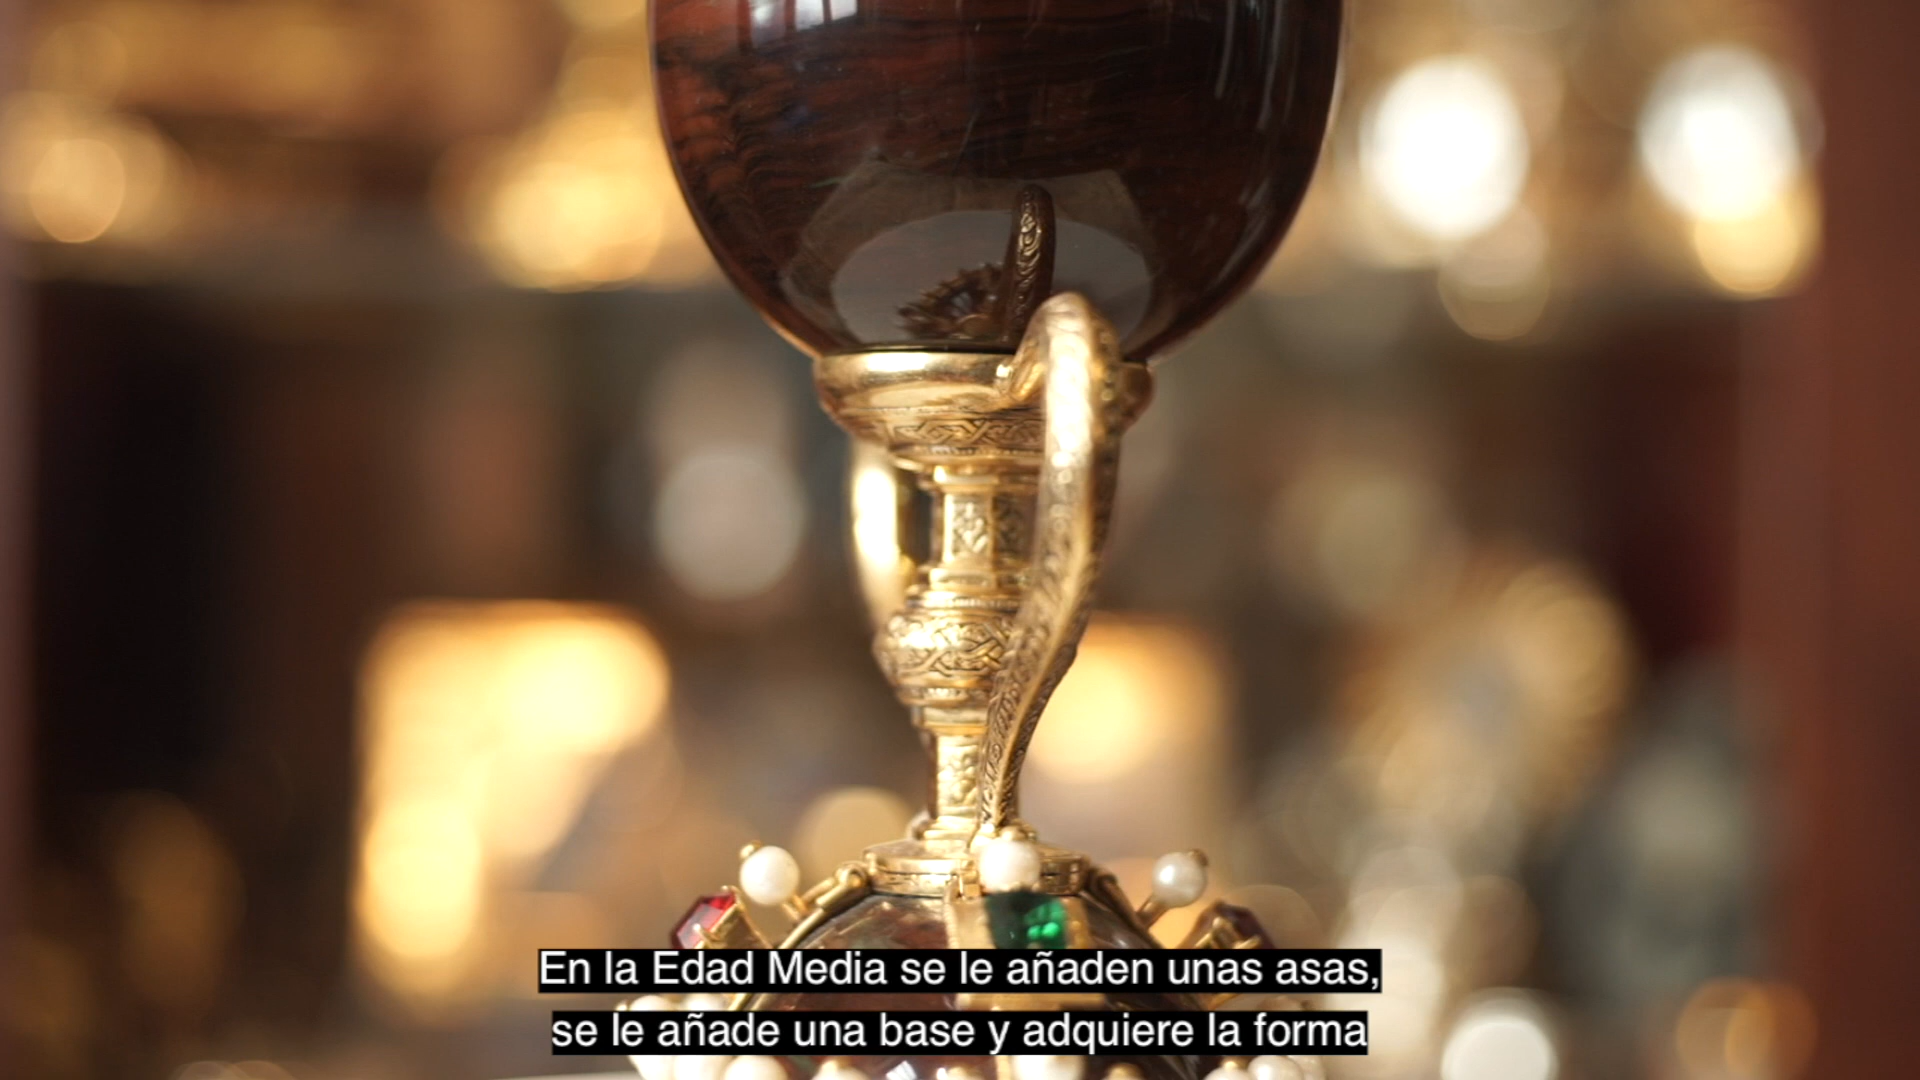 En la Edad Media se le añaden unas asas,
se le añade una base y adquiere la forma